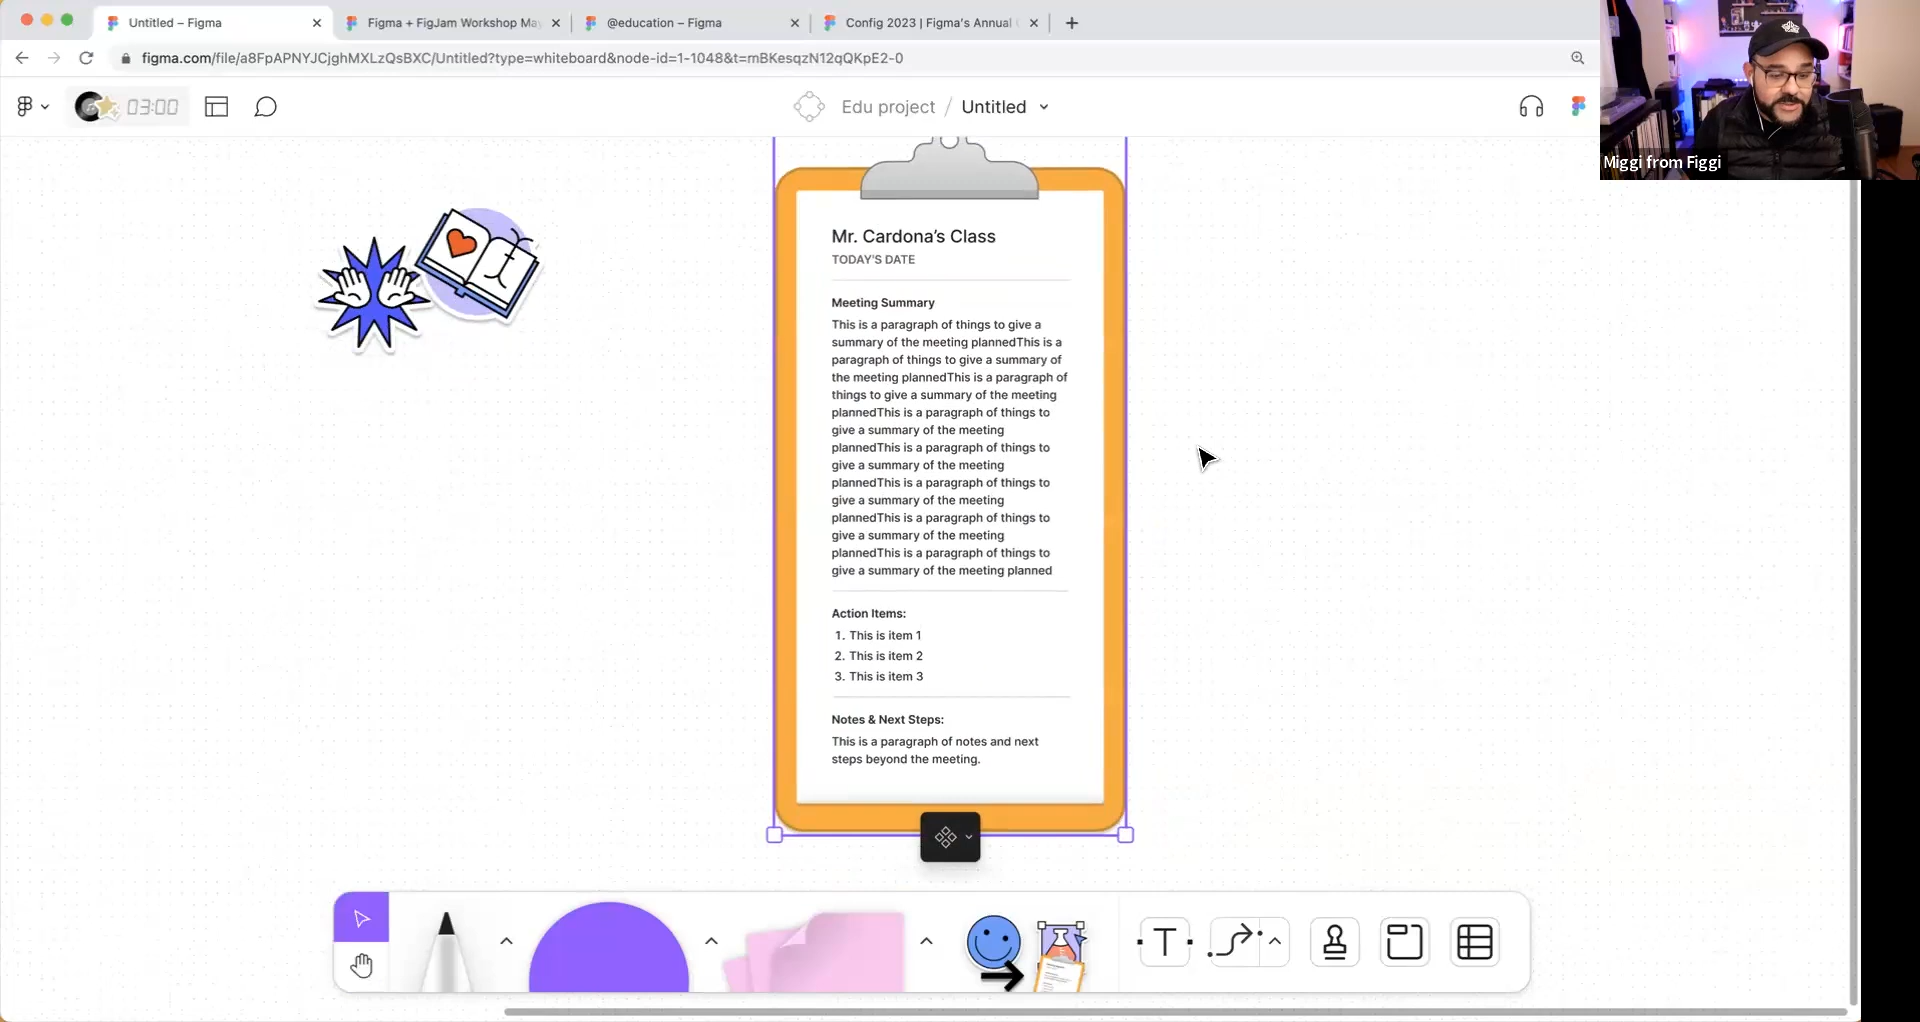 Untitled – Figma
Figma + FigJam Workshop May
@education – Figma
Config 2023 | Figma's Annual
figma.com/file/a8FpAPNYJCjghMXLzQsBXC/Untitled?type=whiteboard&node-id=1-1048&t=mBKesqzN12qQKpE2-0
03:00
Edu project / Untitled
Miggi from Figgi
Mr. Cardona's Class
TODAY'S DATE
Meeting Summary
This is a paragraph of things to give a
summary of the meeting plannedThis is a
paragraph of things to give a summary of
the meeting plannedThis is a paragraph of
things to give a summary of the meeting
plannedThis is a paragraph of things to
give a summary of the meeting
plannedThis is a paragraph of things to
give a summary of the meeting
plannedThis is a paragraph of things to
give a summary of the meeting
plannedThis is a paragraph of things to
give a summary of the meeting
plannedThis is a paragraph of things to
give a summary of the meeting planned
Action Items:
1. This is item 1
2. This is item 2
3. This is item 3
Notes & Next Steps:
This is a paragraph of notes and next
steps beyond the meeting.
T